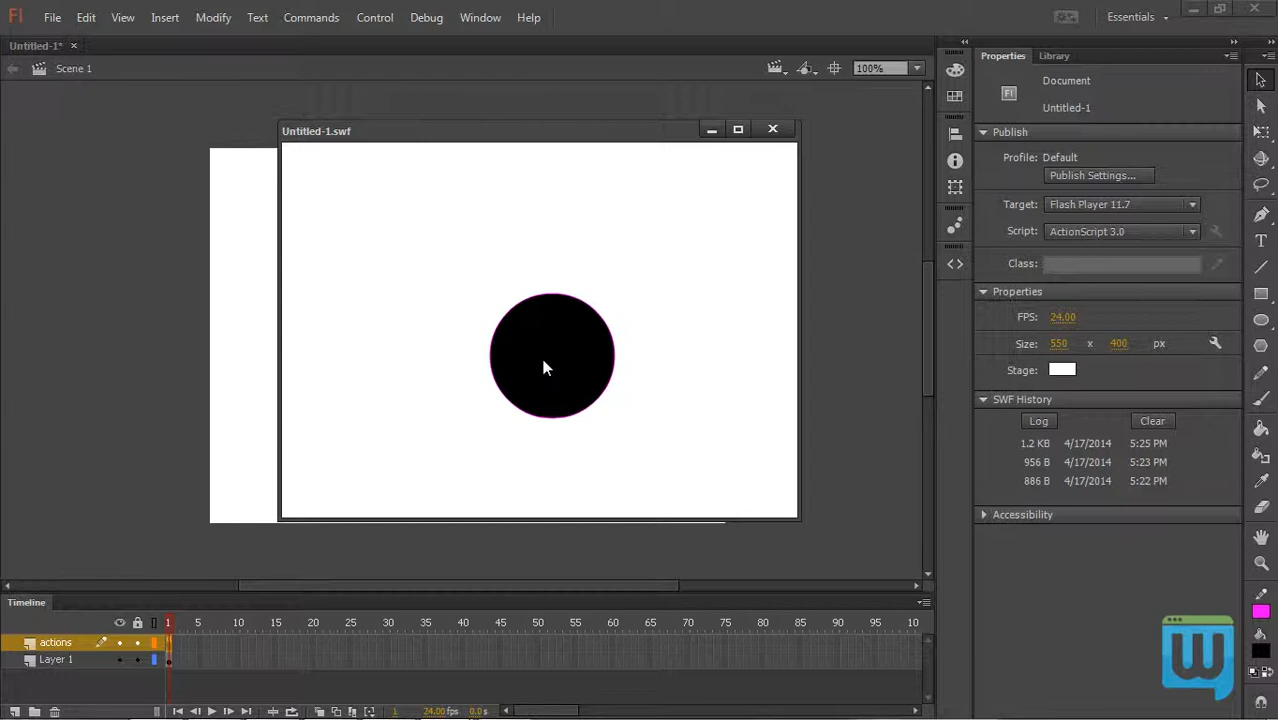 Fl File Edit View Insert Modify Text Commands Control Debug Window Help Essentials
Untitled-1*
Scene 1 100%
Untitled-1.swf
Properties Library
Fl Document
Untitled-1
Publish
Profile: Default
Publish Settings...
Target: Flash Player 11.7
Script: ActionScript 3.0
Class:
Properties
FPS: 24.00
Size: 550 x 400 px
Stage:
SWF History
Log Clear
1.2 KB 4/17/2014 5:25 PM
956 B 4/17/2014 5:23 PM
886 B 4/17/2014 5:22 PM
Accessibility
Timeline
1 5 10 15 20 25 30 35 40 45 50 55 60 65 70 75 80 85 90 95 10
actions
Layer 1
1 24.00 fps 0.0 s
W